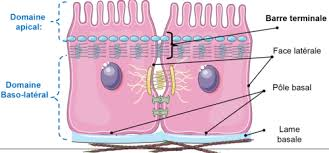 Domaine
apical:
Barre terminale
Face latérale
Domaine
Baso-latéral
Pôle basal
Lame
basale